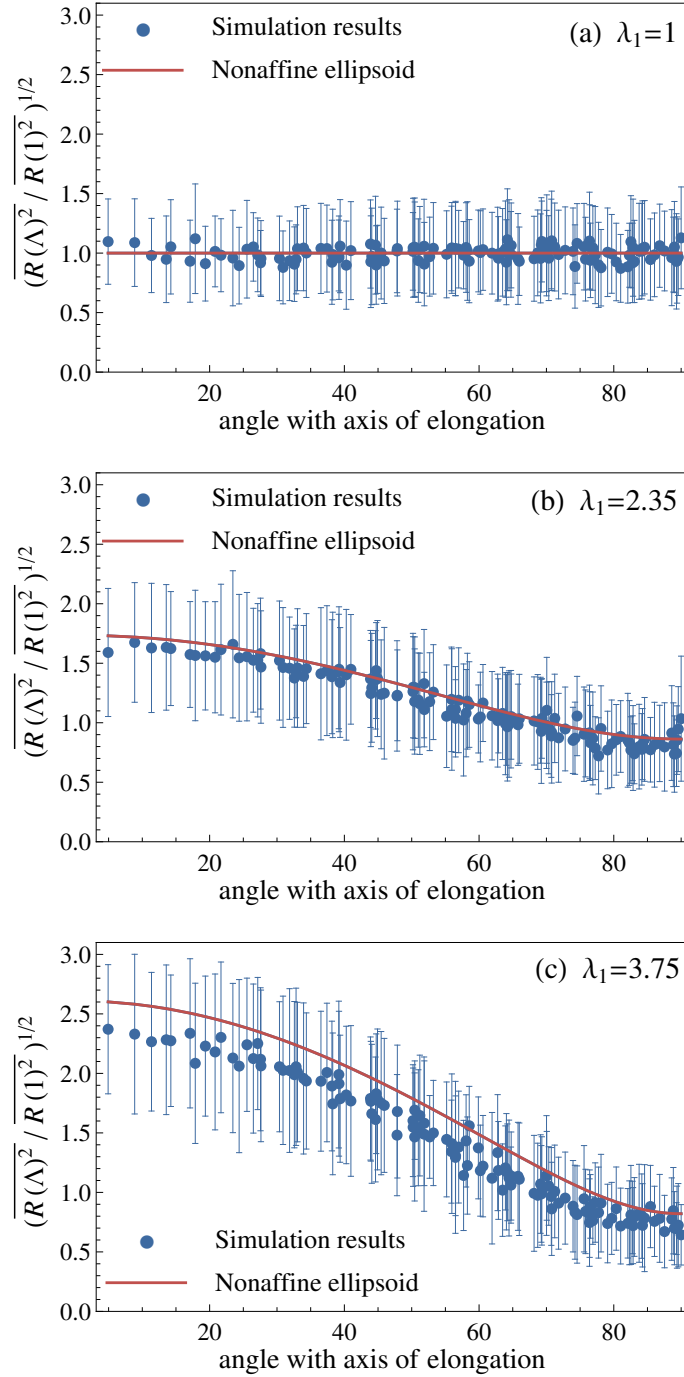 3.0
2.5
2.0
1.5
1.0
0.5
0.0
(R(Λ)² / R(1)²)^1/2
Simulation results
Nonaffine ellipsoid
(a) λ₁=1
20 40 60 80
angle with axis of elongation
3.0
2.5
2.0
1.5
1.0
0.5
0.0
(R(Λ)² / R(1)²)^1/2
Simulation results
Nonaffine ellipsoid
(b) λ₁=2.35
20 40 60 80
angle with axis of elongation
3.0
2.5
2.0
1.5
1.0
0.5
0.0
(R(Λ)² / R(1)²)^1/2
(c) λ₁=3.75
Simulation results
Nonaffine ellipsoid
20 40 60 80
angle with axis of elongation